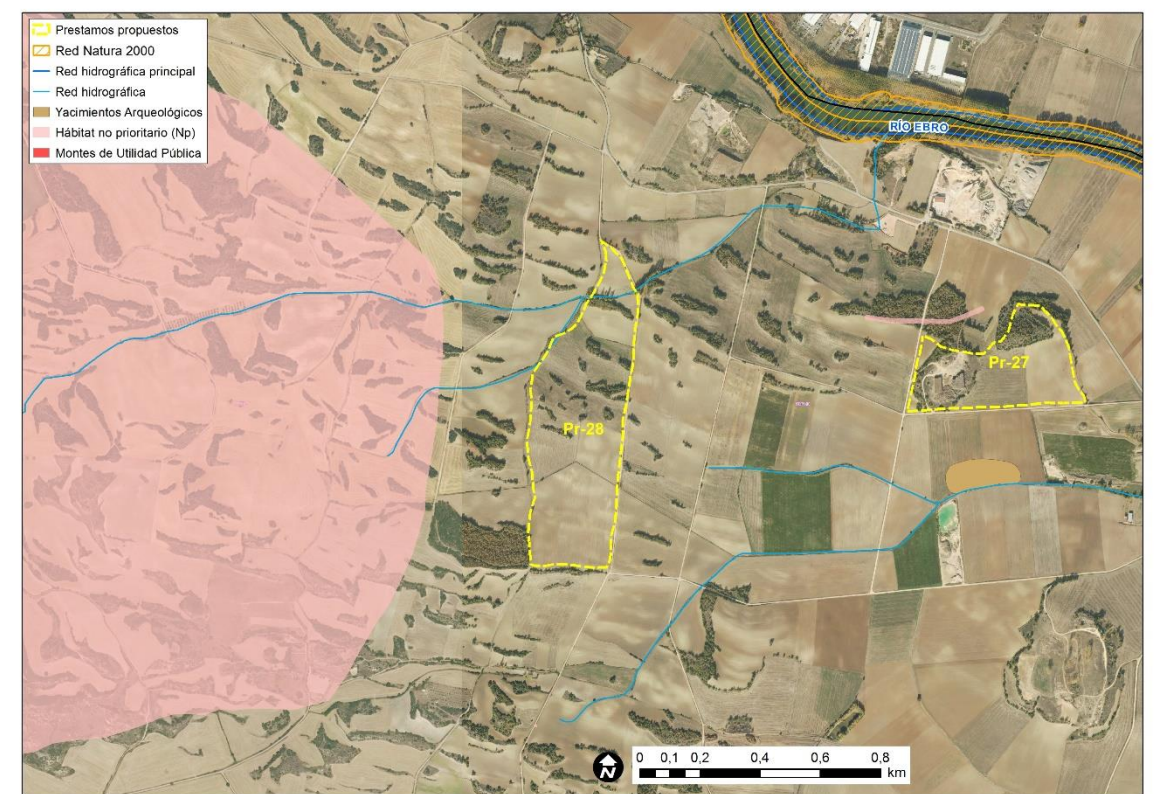 Prestamos propuestos
Red Natura 2000
Red hidrográfica principal
Red hidrográfica
Yacimientos Arqueológicos
Hábitat no prioritario (Np)
Montes de Utilidad Pública
RÍO EBRO
Pr-27
Pr-28
N
0 0,1 0,2 0,4 0,6 0,8
km